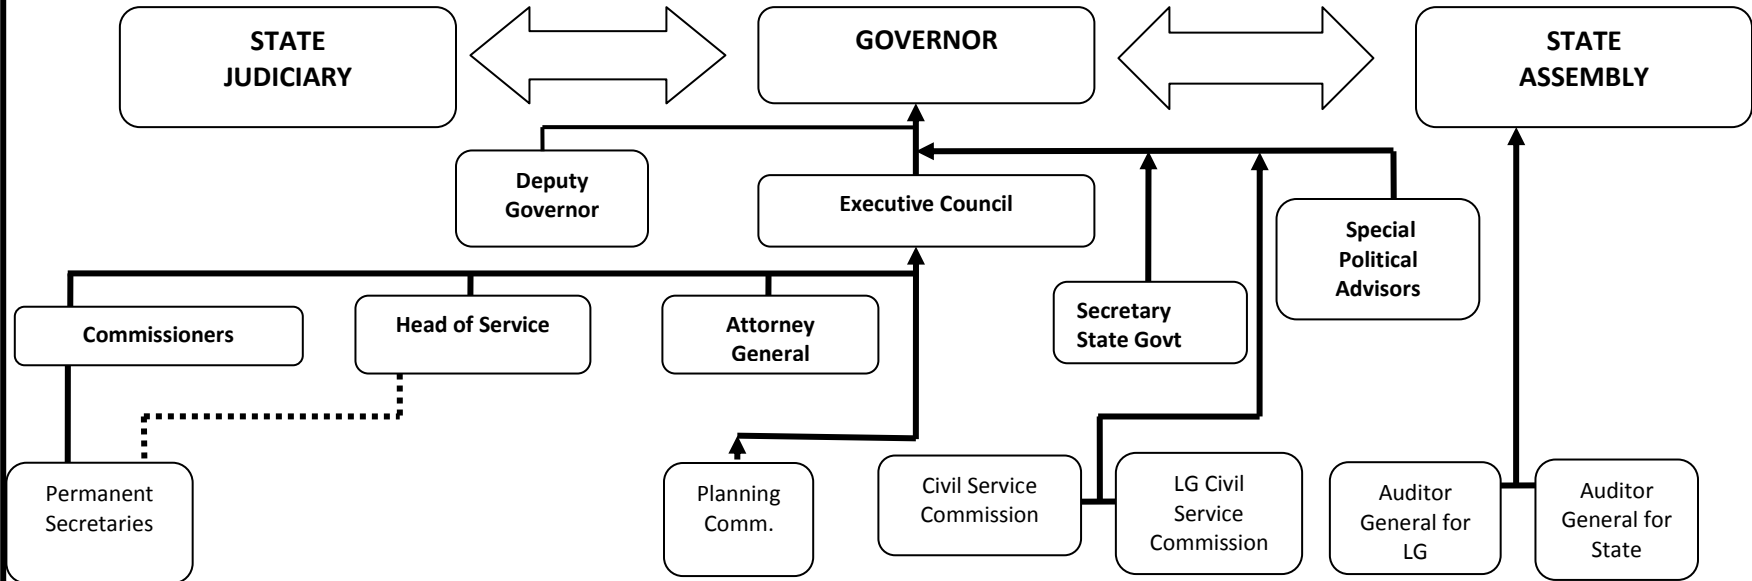 STATE
JUDICIARY
GOVERNOR
STATE
ASSEMBLY
Deputy
Governor
Executive Council
Special
Political
Advisors
Commissioners
Head of Service
Attorney
General
Secretary
State Govt
Permanent
Secretaries
Planning
Comm.
Civil Service
Commission
LG Civil
Service
Commission
Auditor
General for
LG
Auditor
General for
State